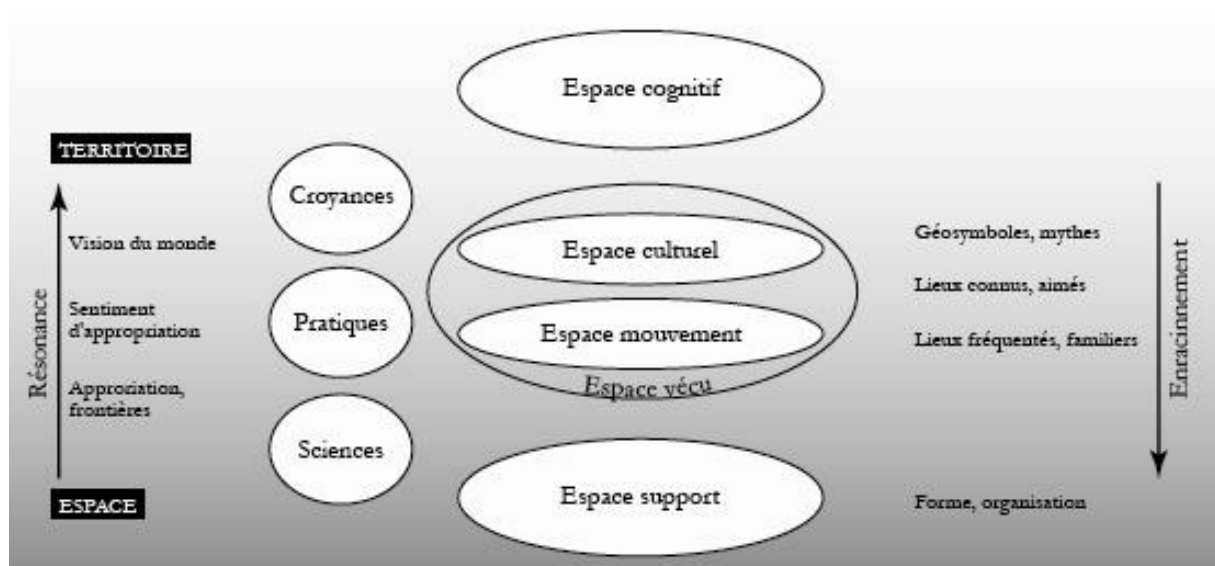 Espace cognitif
TERRITOIRE
Croyances
Vision du monde
Espace culturel
Géosymboles, mythes
Lieux connus, aimés
Sentiment
d'appropriation
Pratiques
Espace mouvement
Lieux fréquentés, familiers
Résonance
Enracinnement
Espace vécu
Approriation,
frontières
Sciences
ESPACE
Espace support
Forme, organisation